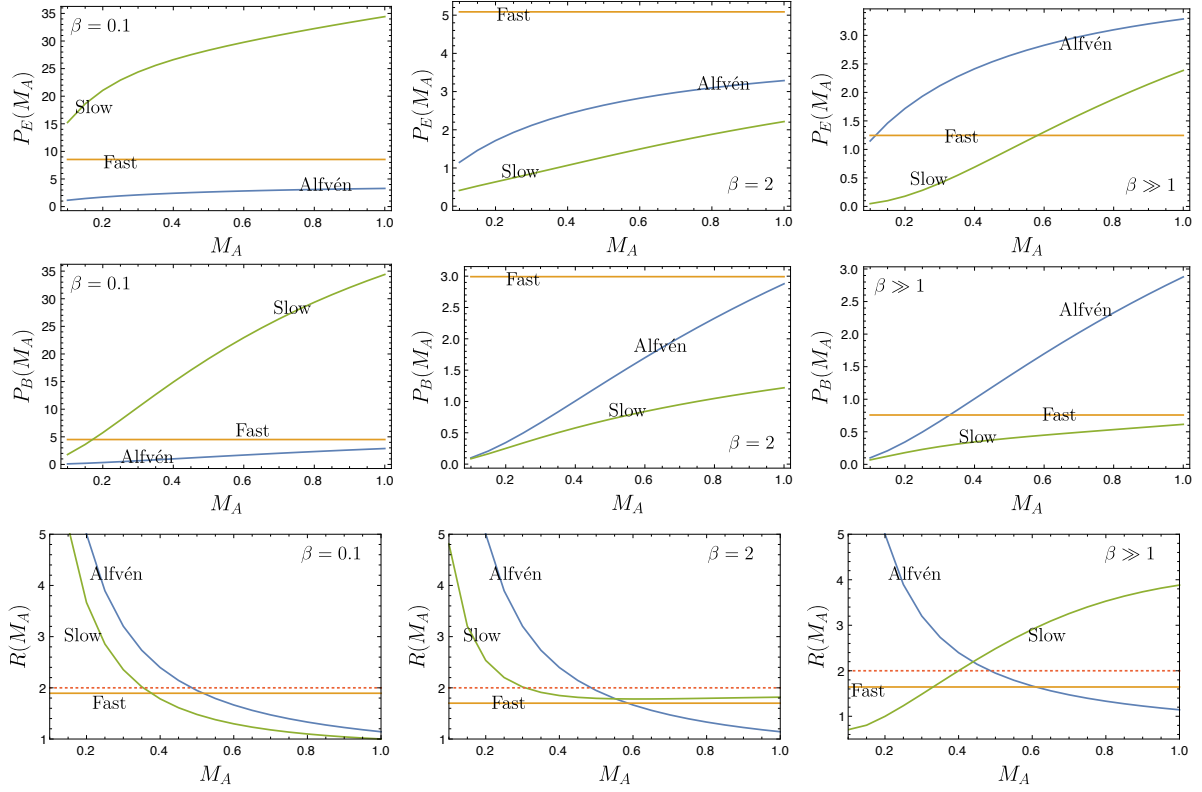 35
30
25
20
15
10
5
0
P_E(M_A)
β = 0.1
Slow
Fast
Alfvén
0.2 0.4 0.6 0.8 1.0
M_A
5
4
3
2
1
0
P_E(M_A)
Fast
Alfvén
Slow
β = 2
0.2 0.4 0.6 0.8 1.0
M_A
3.0
2.5
2.0
1.5
1.0
0.5
0.0
P_E(M_A)
Alfvén
Fast
Slow
β ≫ 1
0.2 0.4 0.6 0.8 1.0
M_A
35
30
25
20
15
10
5
0
P_B(M_A)
β = 0.1
Slow
Fast
Alfvén
0.2 0.4 0.6 0.8 1.0
M_A
3.0
2.5
2.0
1.5
1.0
0.5
0.0
P_B(M_A)
Fast
Alfvén
Slow
β = 2
0.2 0.4 0.6 0.8 1.0
M_A
3.0
2.5
2.0
1.5
1.0
0.5
0.0
P_B(M_A)
β ≫ 1
Alfvén
Fast
Slow
0.2 0.4 0.6 0.8 1.0
M_A
5
4
3
2
1
R(M_A)
β = 0.1
Alfvén
Slow
Fast
0.2 0.4 0.6 0.8 1.0
M_A
5
4
3
2
1
R(M_A)
β = 2
Alfvén
Slow
Fast
0.2 0.4 0.6 0.8 1.0
M_A
5
4
3
2
1
R(M_A)
β ≫ 1
Alfvén
Slow
Fast
0.2 0.4 0.6 0.8 1.0
M_A